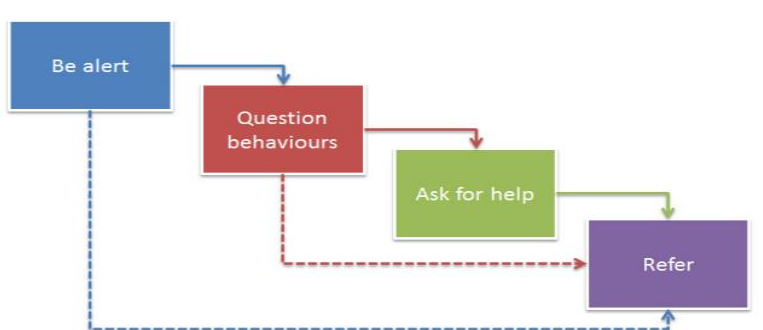 Be alert
Question
behaviours
Ask for help
Refer